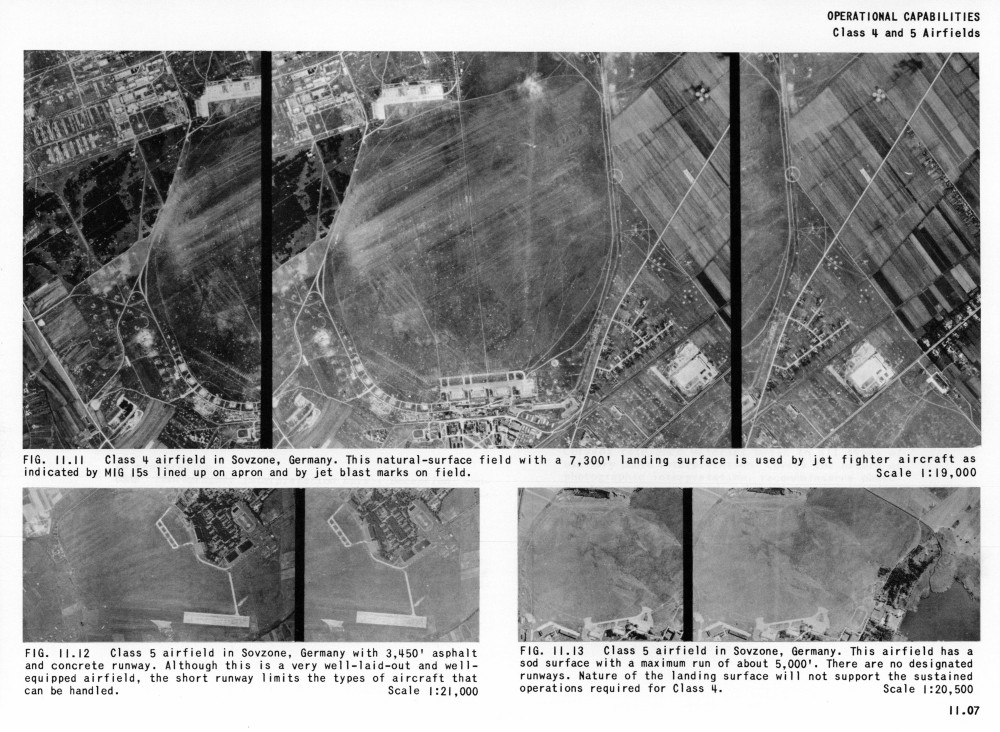 OPERATIONAL CAPABILITIES
Class 4 and 5 Airfields
FIG. 11.11 Class 4 airfield in Sovzone, Germany. This natural-surface field with a 7,300' landing surface is used by jet fighter aircraft as
indicated by MIG 15s lined up on apron and by jet blast marks on field. Scale 1:19,000
FIG. 11.12 Class 5 airfield in Sovzone, Germany with 3,450' asphalt
and concrete runway. Although this is a very well-laid-out and well-
equipped airfield, the short runway limits the types of aircraft that
can be handled. Scale 1:21,000
FIG. 11.13 Class 5 airfield in Sovzone, Germany. This airfield has a
sod surface with a maximum run of about 5,000'. There are no designated
runways. Nature of the landing surface will not support the sustained
operations required for Class 4. Scale 1:20,500
11.07